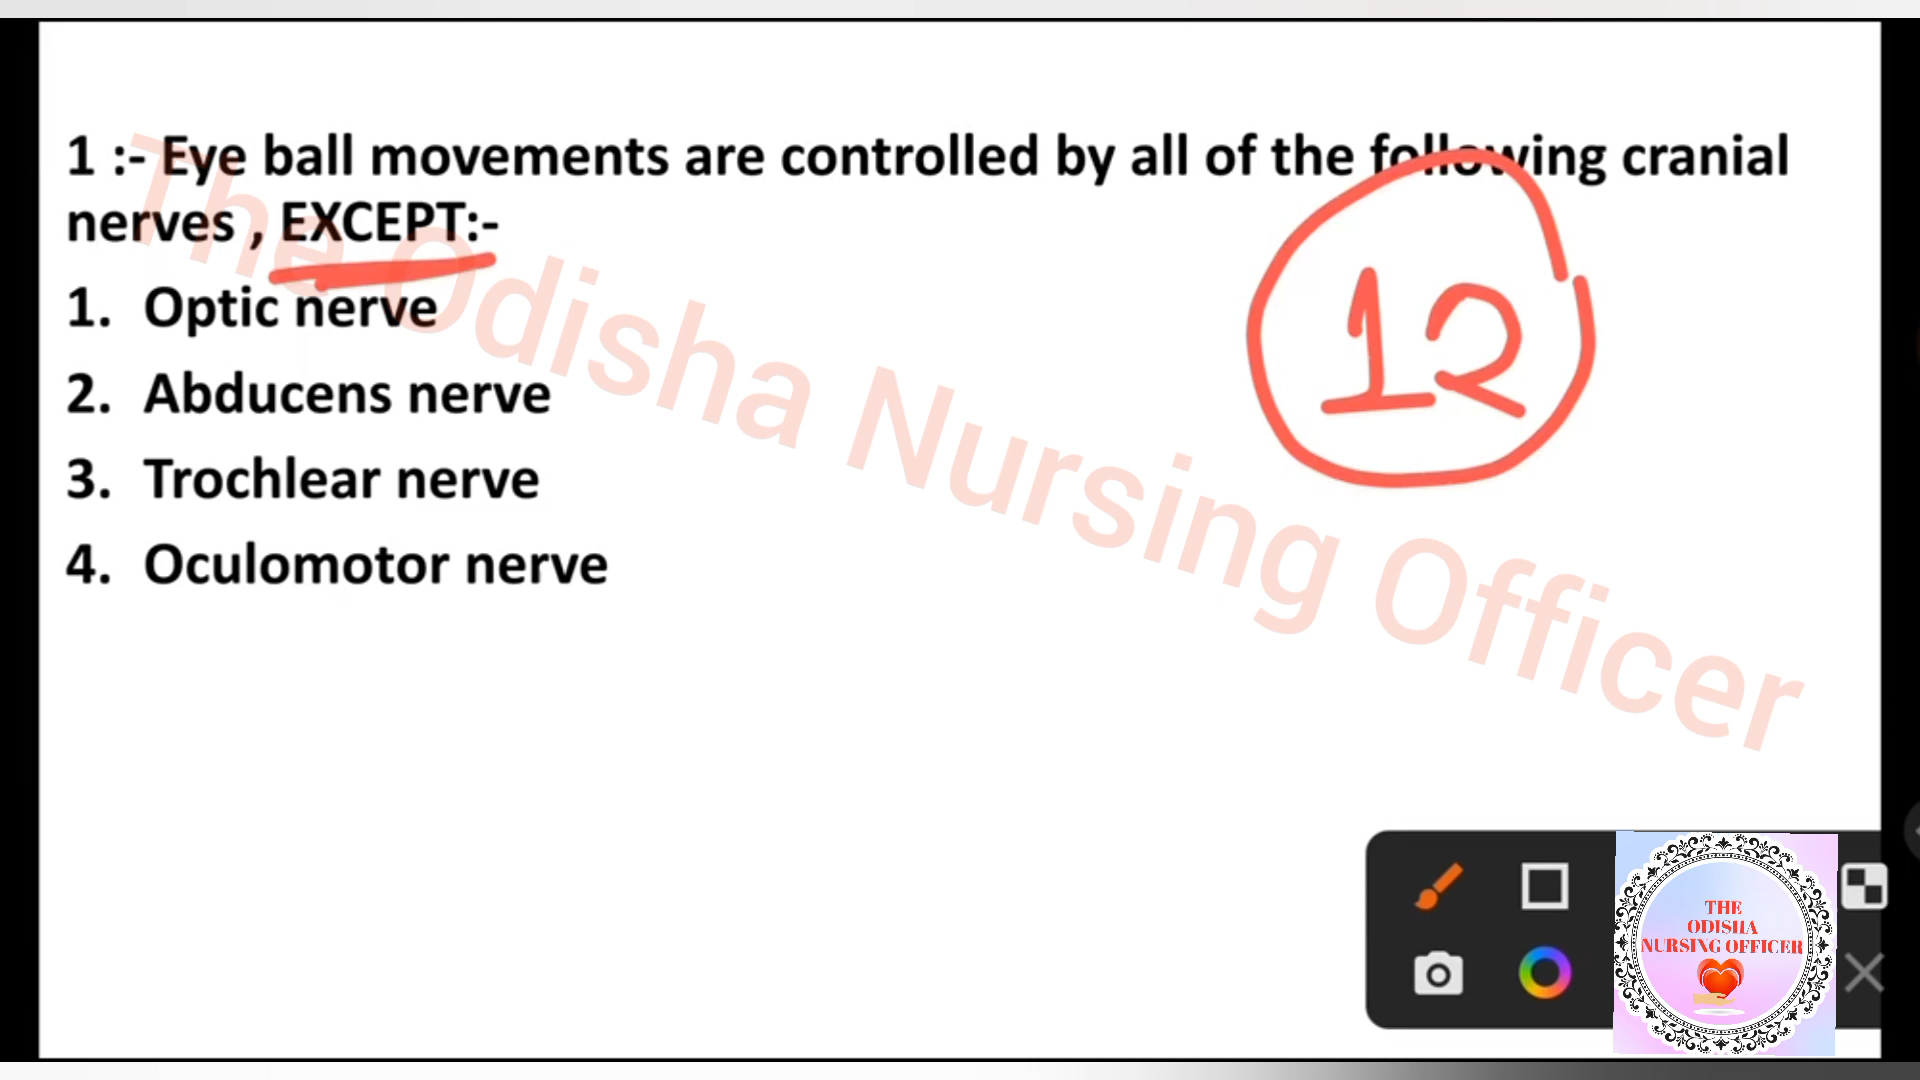 1 :- Eye ball movements are controlled by all of the following cranial
nerves , EXCEPT:-
1. Optic nerve
2. Abducens nerve
3. Trochlear nerve
4. Oculomotor nerve
12
The Odisha Nursing Officer
THE
ODISHA
NURSING OFFICER